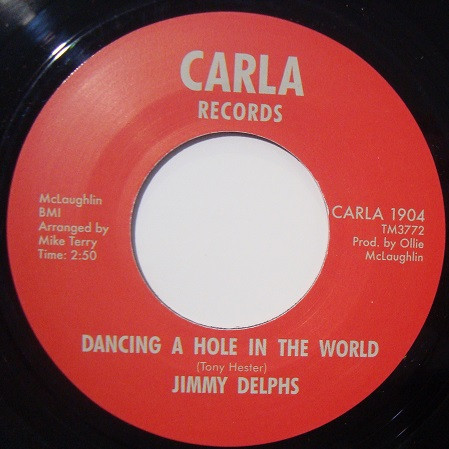 CARLA
RECORDS
McLaughlin
BMI
Arranged by
Mike Terry
Time: 2:50
CARLA 1904
TM3772
Prod. by Ollie
McLaughlin
DANCING A HOLE IN THE WORLD
(Tony Hester)
JIMMY DELPHS